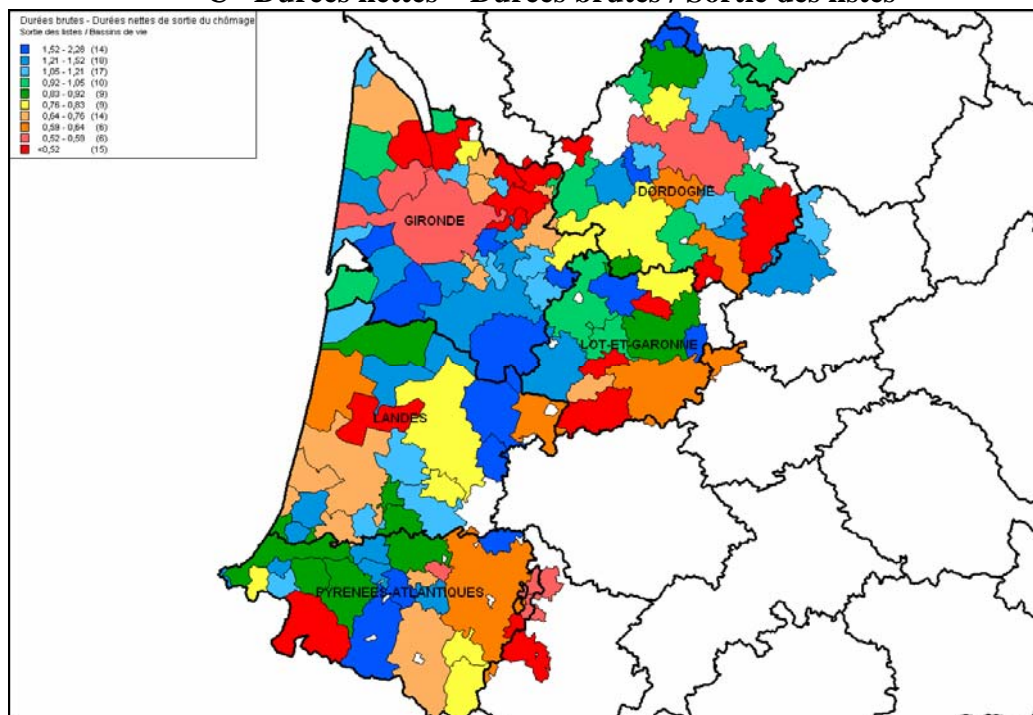 C - Durées nettes – Durées brutes / Sortie des listes
Durées brutes - Durées nettes de sortie du chômage
Sortie des listes / Bassins de vie
1,52 - 2,28 (14)
1,21 - 1,52 (18)
1,05 - 1,21 (17)
0,92 - 1,05 (10)
0,83 - 0,92 (9)
0,76 - 0,83 (9)
0,64 - 0,76 (14)
0,59 - 0,64 (6)
0,52 - 0,59 (6)
<0,52 (15)
DORDOGNE
GIRONDE
LOT-ET-GARONNE
LANDES
PYRENEES-ATLANTIQUES